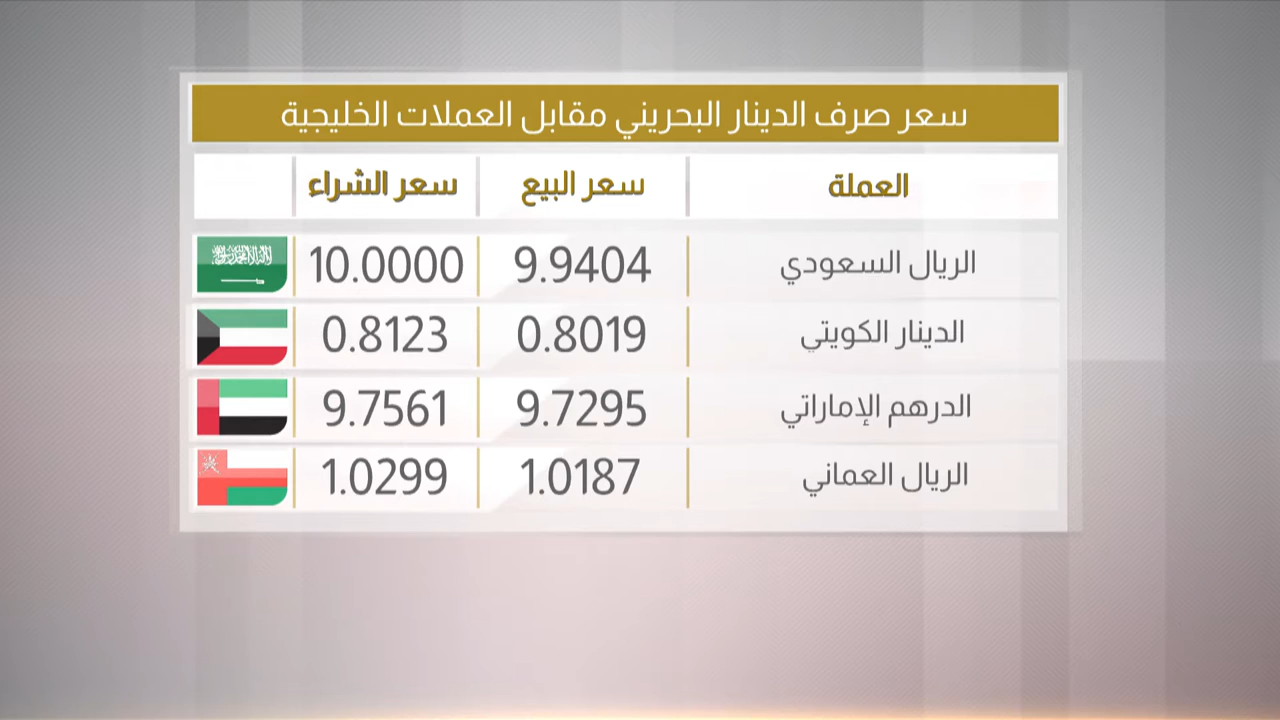 سعر صرف الدينار البحريني مقابل العملات الخليجية
العملة سعر البيع سعر الشراء
الريال السعودي 9.9404 10.0000
الدينار الكويتي 0.8019 0.8123
الدرهم الإماراتي 9.7295 9.7561
الريال العماني 1.0187 1.0299